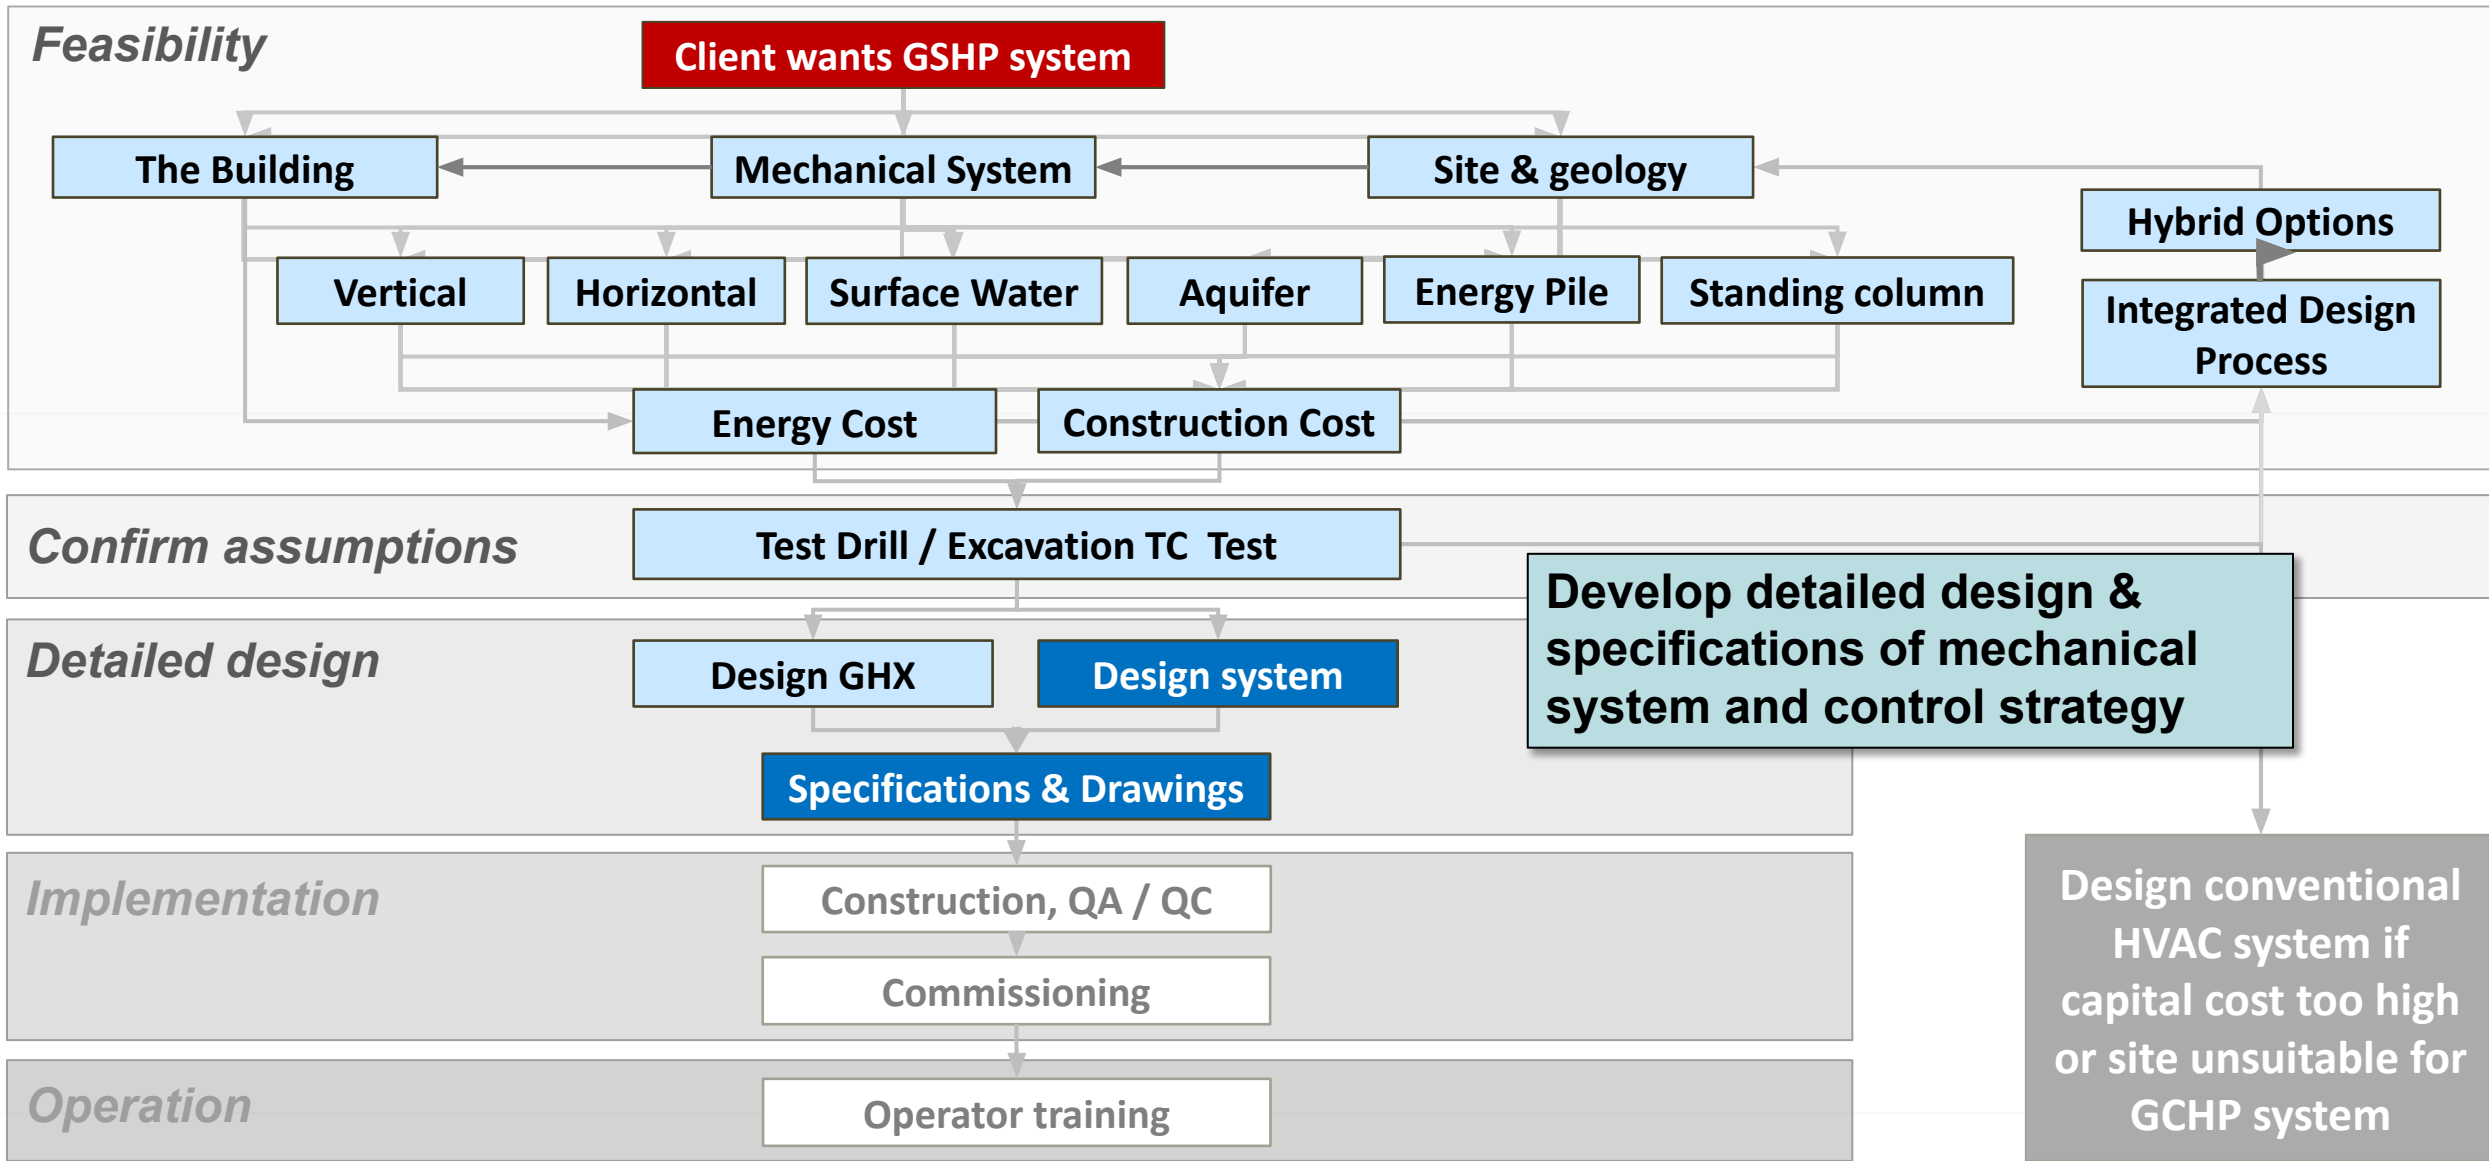 Feasibility
Client wants GSHP system
The Building
Mechanical System
Site & geology
Hybrid Options
Vertical
Horizontal
Surface Water
Aquifer
Energy Pile
Standing column
Integrated Design
Process
Energy Cost
Construction Cost
Confirm assumptions
Test Drill / Excavation TC Test
Develop detailed design &
specifications of mechanical
system and control strategy
Detailed design
Design GHX
Design system
Specifications & Drawings
Implementation
Construction, QA / QC
Commissioning
Design conventional
HVAC system if
capital cost too high
or site unsuitable for
GCHP system
Operation
Operator training